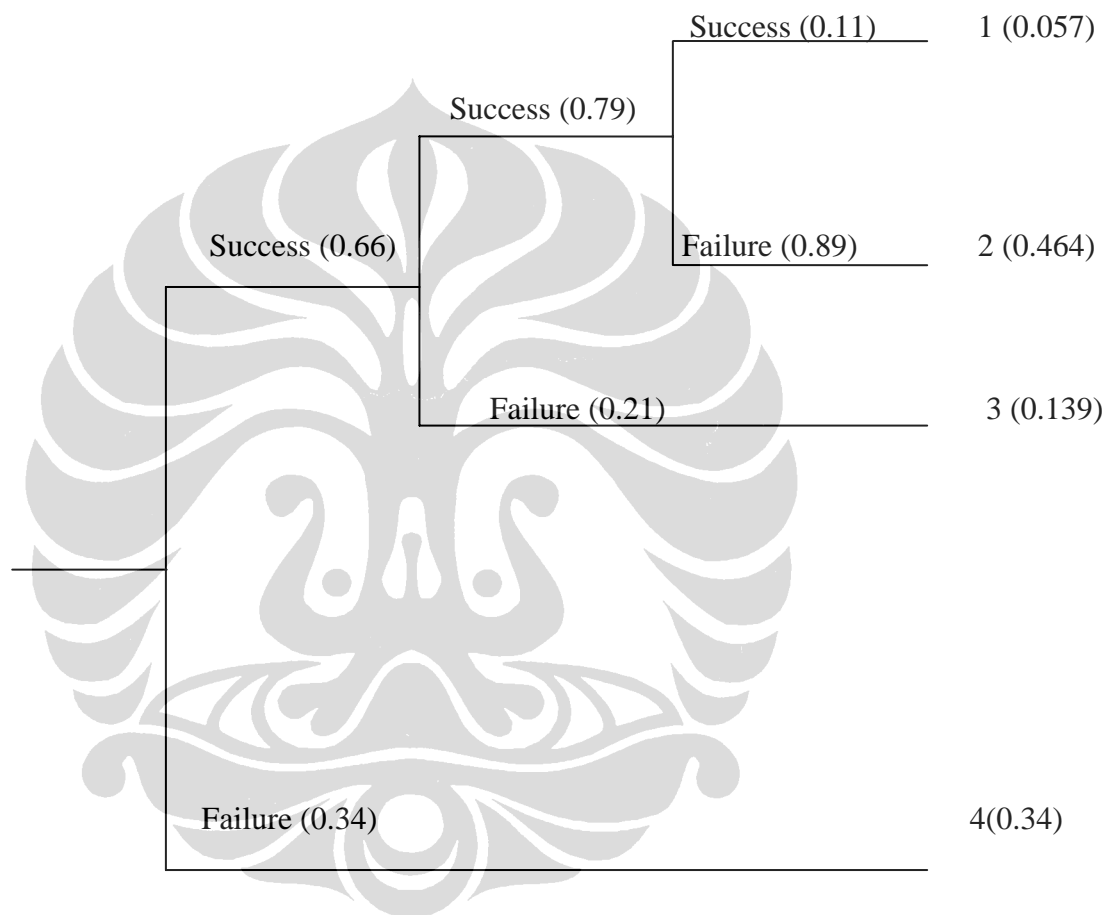 Success (0.11) 1 (0.057)
Success (0.79)
Success (0.66) Failure (0.89) 2 (0.464)
Failure (0.21) 3 (0.139)
Failure (0.34) 4(0.34)